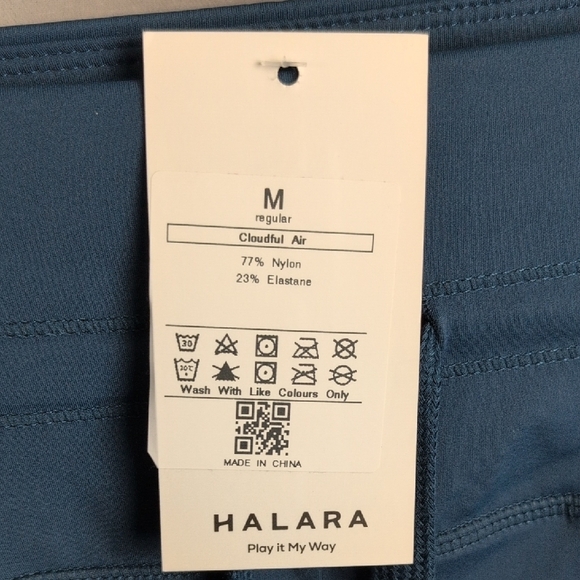 M
regular
Cloudful Air
77% Nylon
23% Elastane
30
30℃
Wash With Like Colours Only
MADE IN CHINA
HALARA
Play it My Way